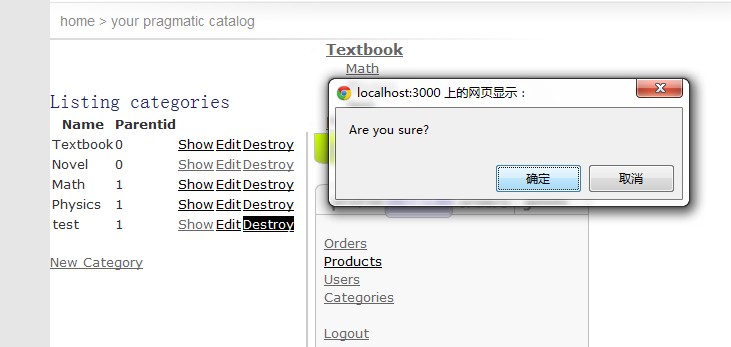 home > your pragmatic catalog
Textbook
Math
localhost:3000 上的网页显示：
Are you sure?
确定 取消
Listing categories
Name Parentid
Textbook 0 Show Edit Destroy
Novel 0 Show Edit Destroy
Math 1 Show Edit Destroy
Physics 1 Show Edit Destroy
test 1 Show Edit Destroy
New Category
Orders
Products
Users
Categories
Logout